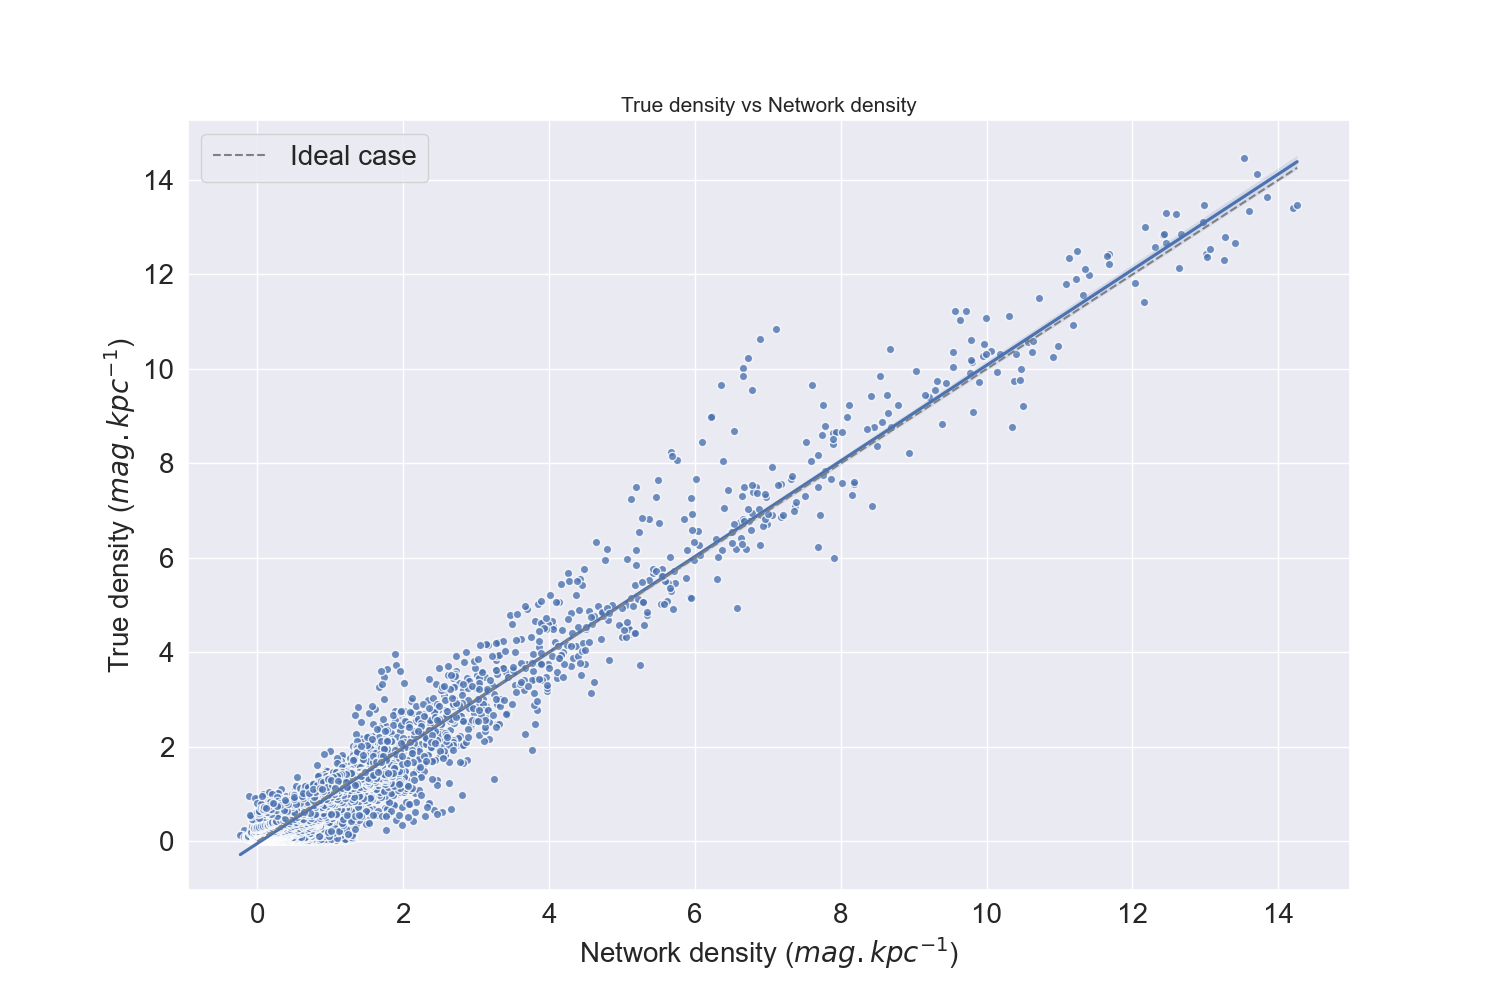 True density vs Network density
Ideal case
14
12
10
8
6
4
2
0
True density (mag. kpc⁻¹)
0 2 4 6 8 10 12 14
Network density (mag. kpc⁻¹)